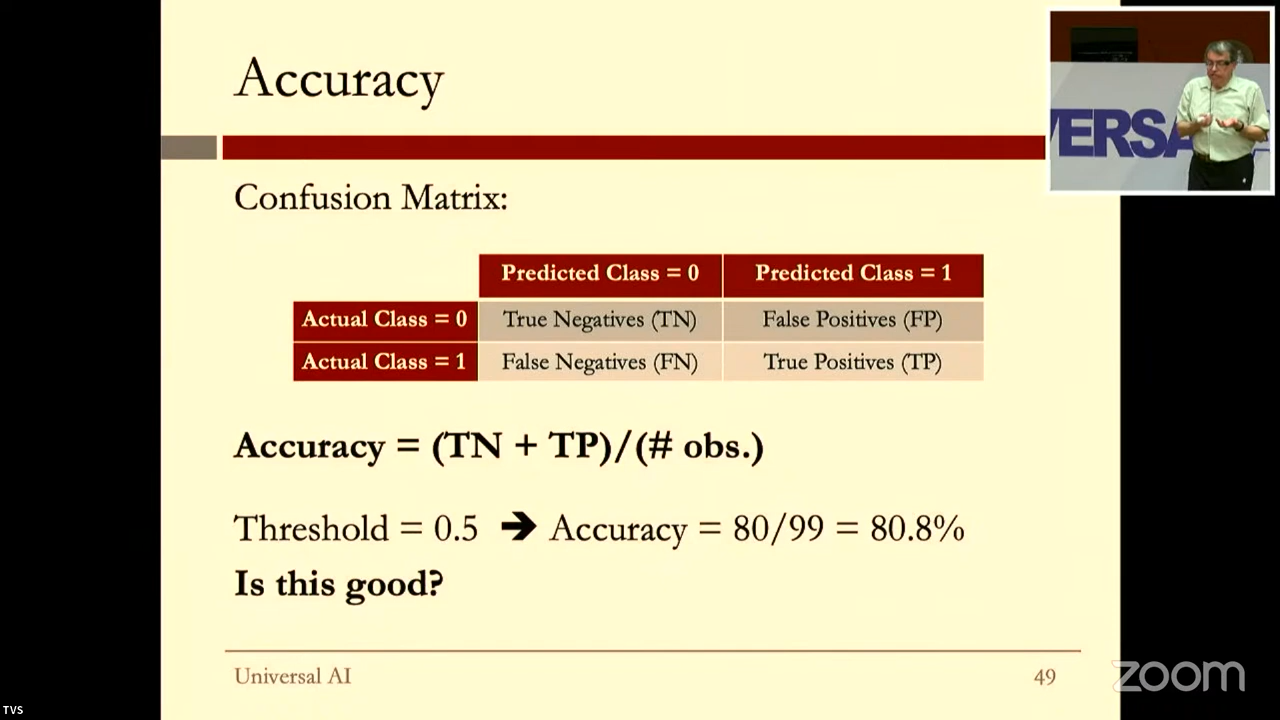 Accuracy
VERSA
Confusion Matrix:
Predicted Class = 0 Predicted Class = 1
Actual Class = 0 True Negatives (TN) False Positives (FP)
Actual Class = 1 False Negatives (FN) True Positives (TP)
Accuracy = (TN + TP)/(# obs.)
Threshold = 0.5 ➔ Accuracy = 80/99 = 80.8%
Is this good?
Universal AI 49
zoom
TVS